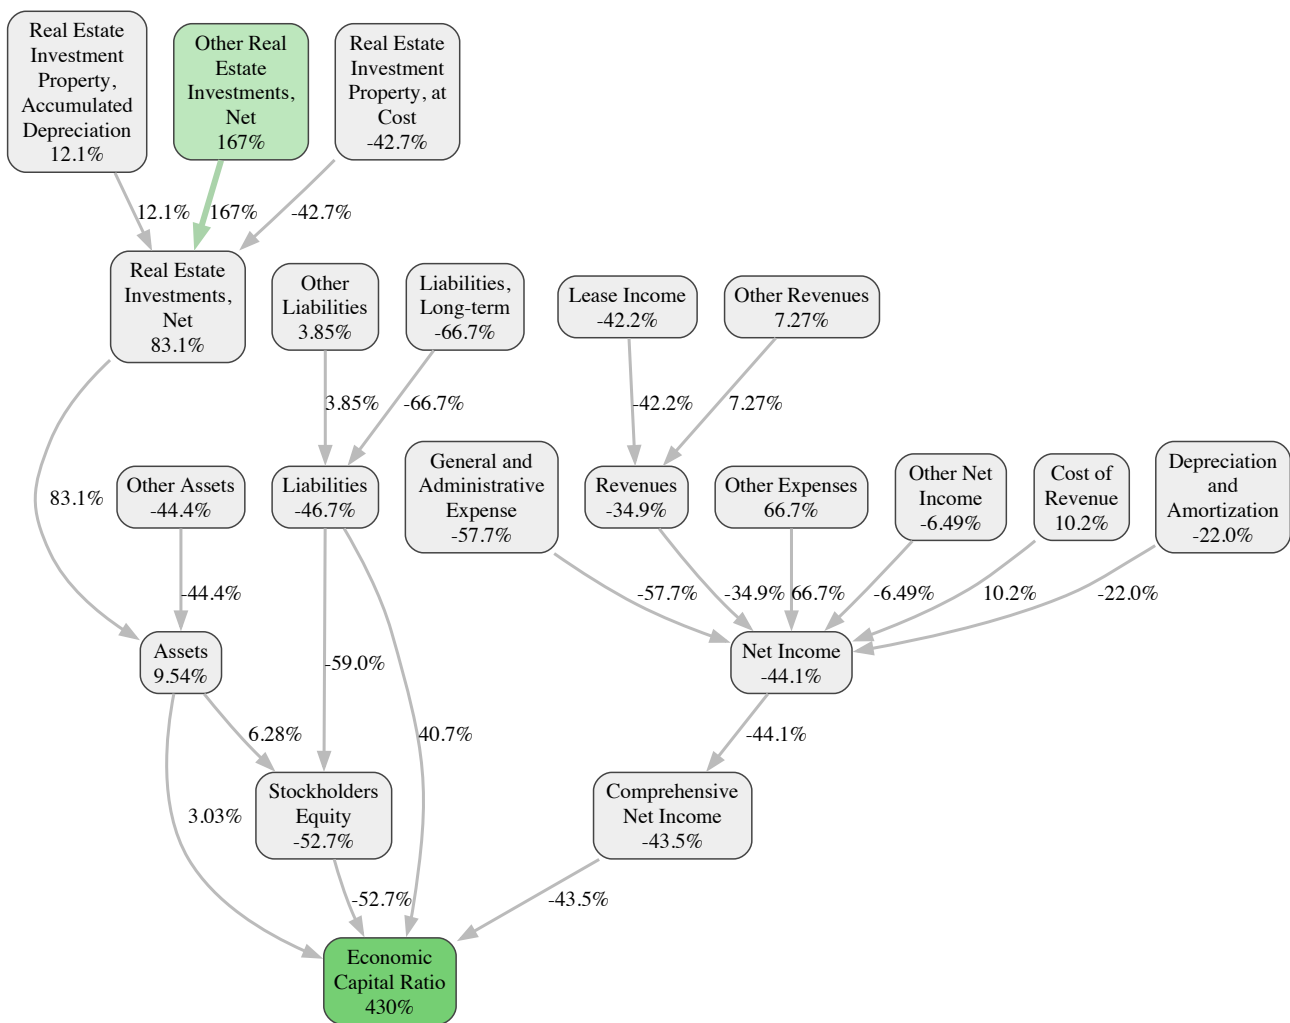 Real Estate
Investment
Property,
Accumulated
Depreciation
12.1%
Other Real
Estate
Investments,
Net
167%
Real Estate
Investment
Property, at
Cost
-42.7%
12.1%
167%
-42.7%
Real Estate
Investments,
Net
83.1%
Other
Liabilities
3.85%
Liabilities,
Long-term
-66.7%
Lease Income
-42.2%
Other Revenues
7.27%
3.85%
-66.7%
-42.2%
7.27%
83.1%
Other Assets
-44.4%
Liabilities
-46.7%
General and
Administrative
Expense
-57.7%
Revenues
-34.9%
Other Expenses
66.7%
Other Net
Income
-6.49%
Cost of
Revenue
10.2%
Depreciation
and
Amortization
-22.0%
-44.4%
-57.7%
-34.9%
66.7%
-6.49%
10.2%
-22.0%
Assets
9.54%
-59.0%
Net Income
-44.1%
6.28%
40.7%
-44.1%
3.03%
Stockholders
Equity
-52.7%
Comprehensive
Net Income
-43.5%
-52.7%
-43.5%
Economic
Capital Ratio
430%